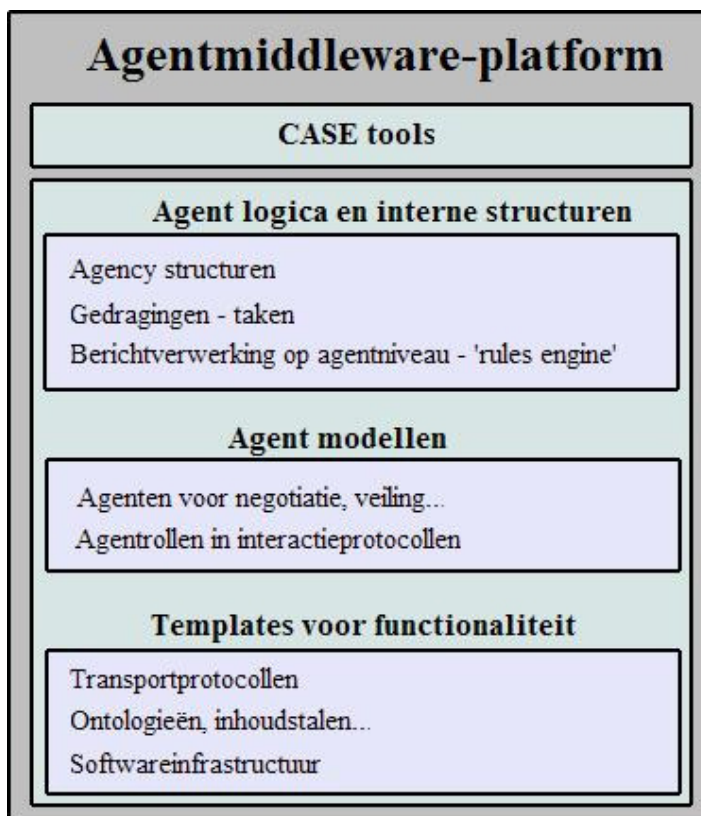 Agentmiddleware-platform
CASE tools
Agent logica en interne structuren
Agency structuren
Gedragingen - taken
Berichtverwerking op agentniveau - 'rules engine'
Agent modellen
Agenten voor negotiatie, veiling...
Agentrollen in interactieprotocollen
Templates voor functionaliteit
Transportprotocollen
Ontologieën, inhoudstalen...
Softwareinfrastructuur